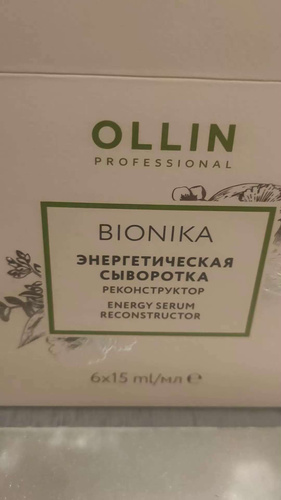 OLLIN
PROFESSIONAL
BIONIKA
ЭНЕРГЕТИЧЕСКАЯ
СЫВОРОТКА
РЕКОНСТРУКТОР
ENERGY SERUM
RECONSTRUCTOR
6x15 ml/мл ℮